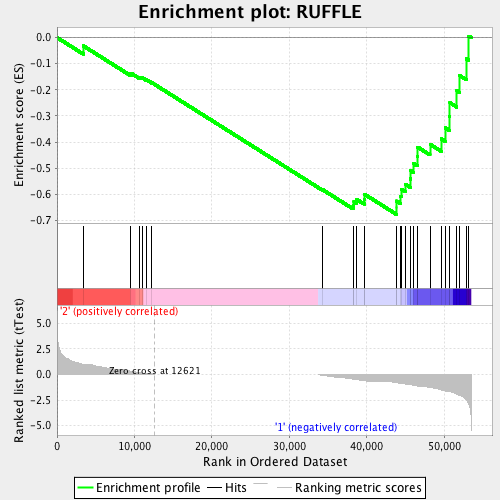 Enrichment plot: RUFFLE
Enrichment score (ES)
0.0
-0.1
-0.2
-0.3
-0.4
-0.5
-0.6
-0.7
'2' (positively correlated)
Ranked list metric (tTest)
5.0
2.5
0.0
-2.5
-5.0
Zero cross at 12621
'1' (negatively correlated)
0 10,000 20,000 30,000 40,000 50,000
Rank in Ordered Dataset
Enrichment profile Hits Ranking metric scores